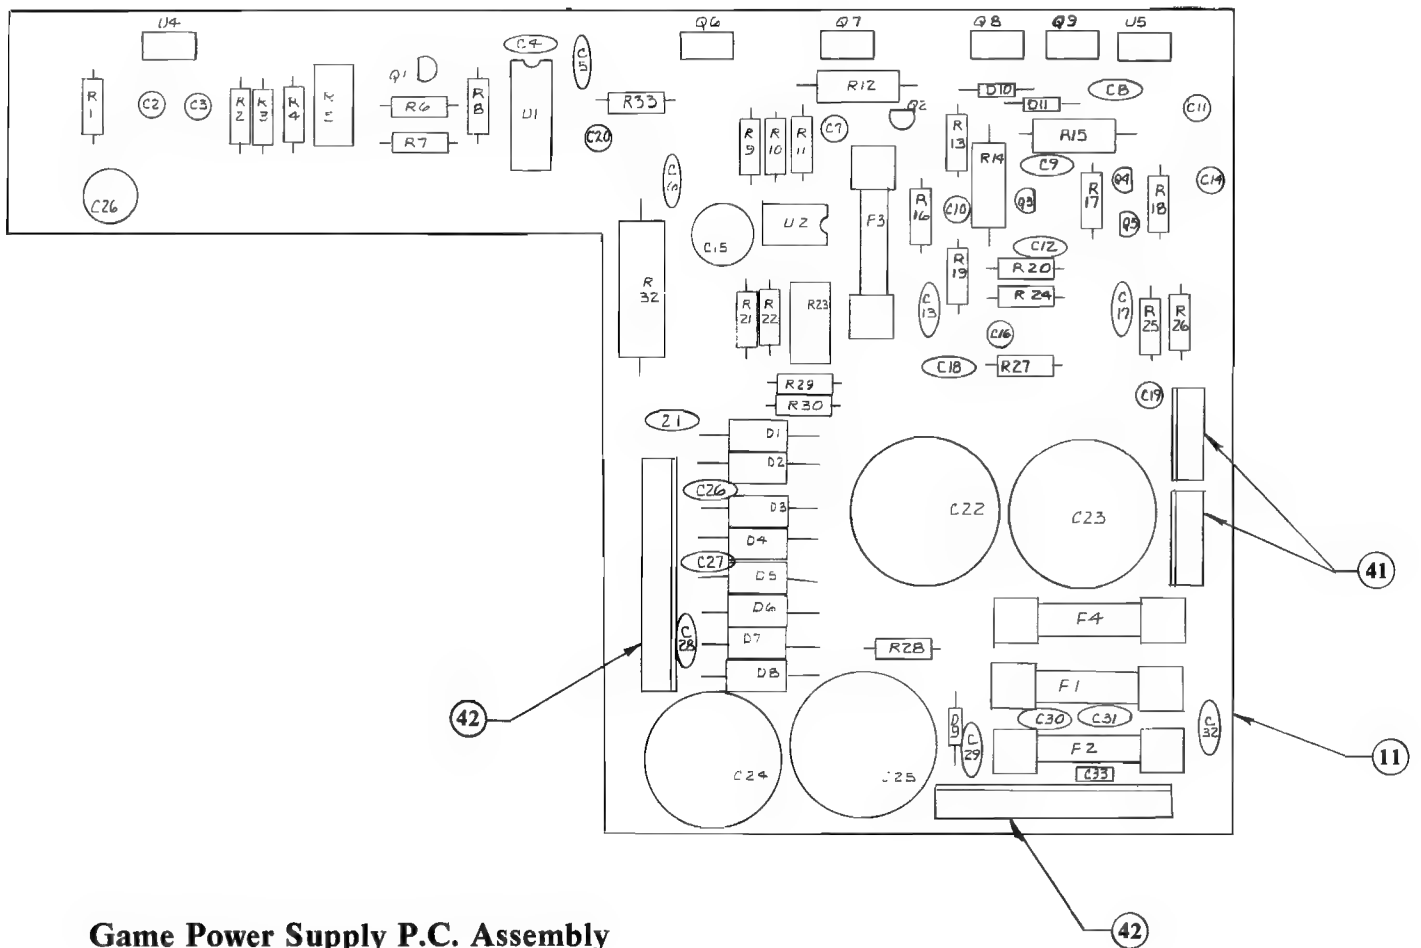 U4 Q6 Q7 Q8 Q9 U5
C4 C5 Q1
R1 C2 C3 R2 R3 R4 R5 R6 R7 R8 U1
R33 C20 R12 Q2 D10 D11 C8 C11
R9 R10 R11 C7 R13 R14 R15 C9
C26 C15 U2 F3 R16 C10 Q3 R17 Q4 Q5 R18 C14
R32 C12 R19 R20 R24
R21 R22 R23 C13 C16 C17 R25 R26
C18 R27
R29
R30 C19
21 D1
D2
C26
D3 C22 C23
D4
C27
D5 41
D6 F4
C28 D7 R28
D8 F1
42 D9 C30 C31 C32
C29 F2 11
C24 C25 C33
42
Game Power Supply P.C. Assembly